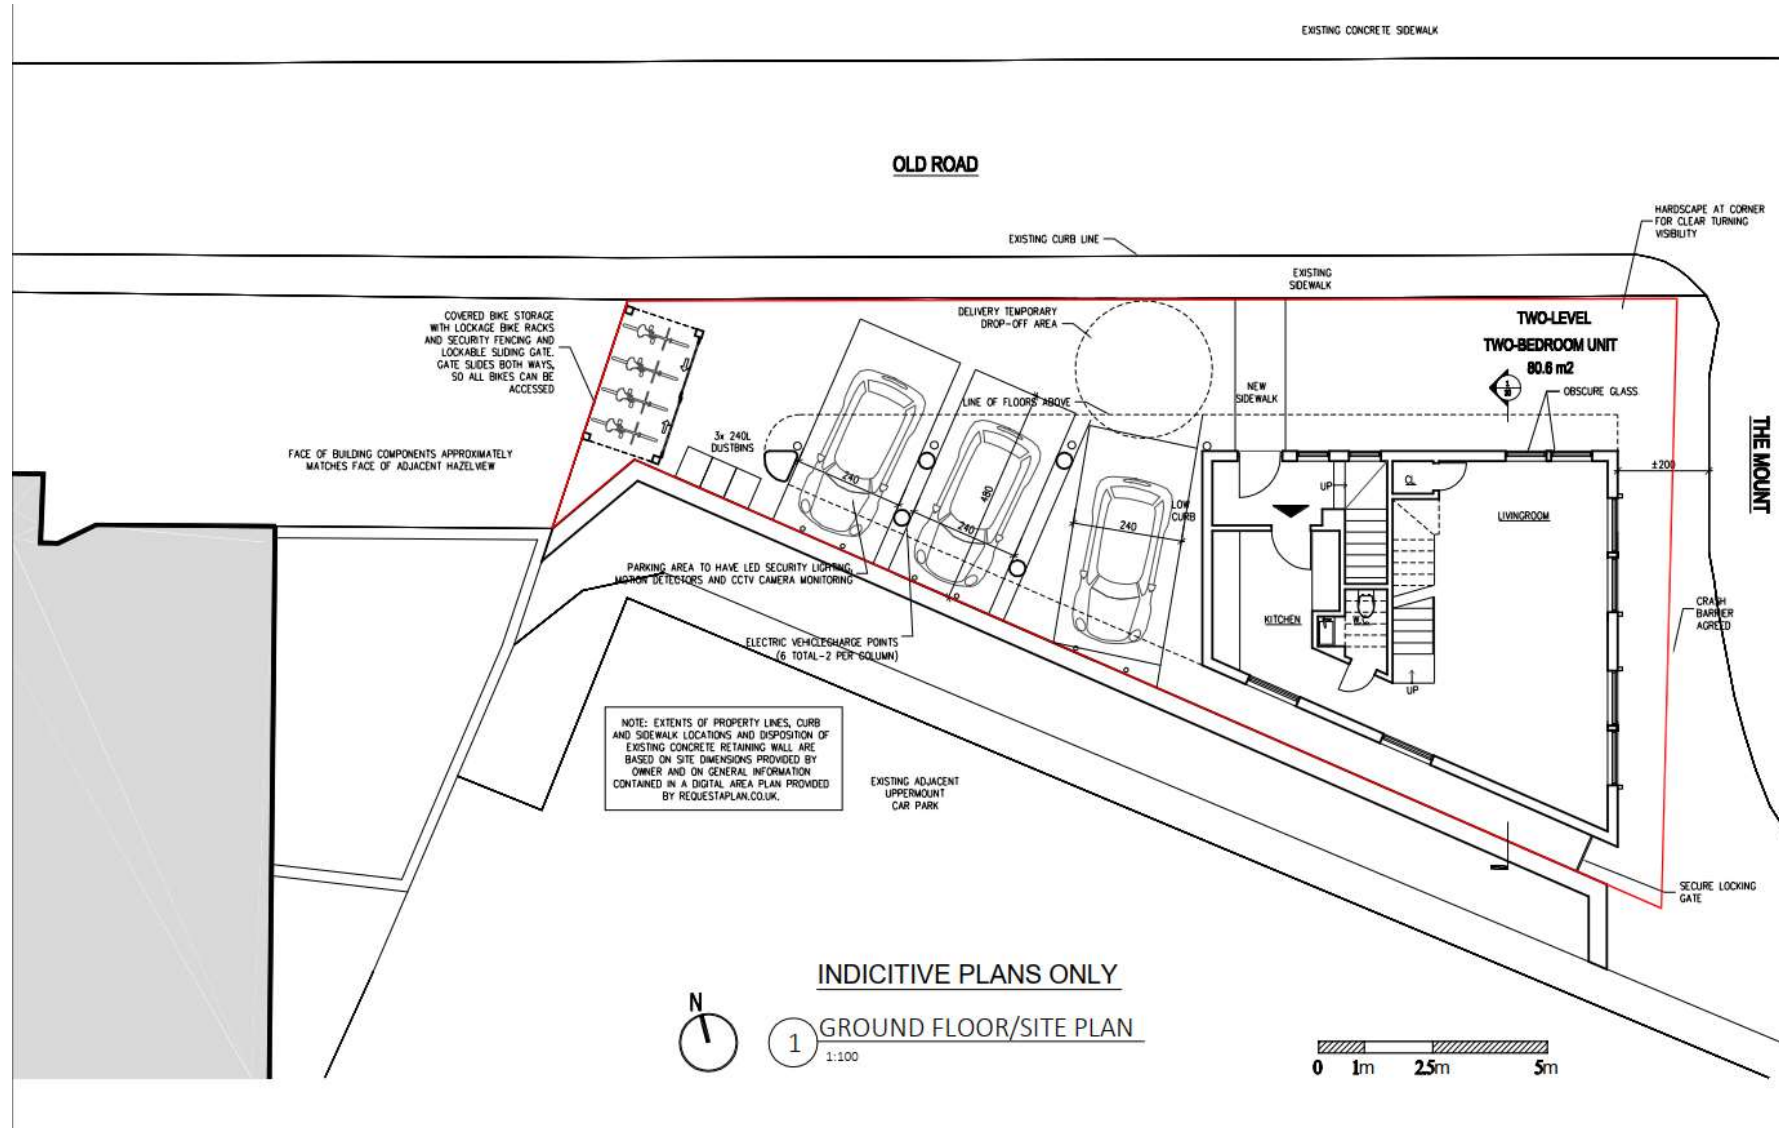 EXISTING CONCRETE SIDEWALK
OLD ROAD
HARDSCAPE AT CORNER
FOR CLEAR TURNING
VISIBILITY
EXISTING CURB LINE
EXISTING
SIDEWALK
COVERED BIKE STORAGE
WITH LOCKAGE BIKE RACKS
AND SECURITY FENCING AND
LOCKABLE SLIDING GATE.
GATE SLIDES BOTH WAYS,
SO ALL BIKES CAN BE
ACCESSED
DELIVERY TEMPORARY
DROP-OFF AREA
TWO-LEVEL
TWO-BEDROOM UNIT
80.6 m2
NEW
SIDEWALK
OBSCURE GLASS
LINE OF FLOORS ABOVE
THE MOUNT
3x 240L
DUSTBINS
FACE OF BUILDING COMPONENTS APPROXIMATELY
MATCHES FACE OF ADJACENT HAZELVIEW
±200
240
480
240
240
LOW
CURB
UP
CL
LIVINGROOM
PARKING AREA TO HAVE LED SECURITY LIGHTING,
MOTION DETECTORS AND CCTV CAMERA MONITORING
KITCHEN
W.C.
CRASH
BARRIER
AGREED
ELECTRIC VEHICLECHARGE POINTS
(6 TOTAL-2 PER COLUMN)
UP
NOTE: EXTENTS OF PROPERTY LINES, CURB
AND SIDEWALK LOCATIONS AND DISPOSITION OF
EXISTING CONCRETE RETAINING WALL ARE
BASED ON SITE DIMENSIONS PROVIDED BY
OWNER AND ON GENERAL INFORMATION
CONTAINED IN A DIGITAL AREA PLAN PROVIDED
BY REQUESTAPLAN.CO.UK.
EXISTING ADJACENT
UPPERMOUNT
CAR PARK
SECURE LOCKING
GATE
INDICITIVE PLANS ONLY
N
1
GROUND FLOOR/SITE PLAN
1:100
0 1m 2.5m 5m